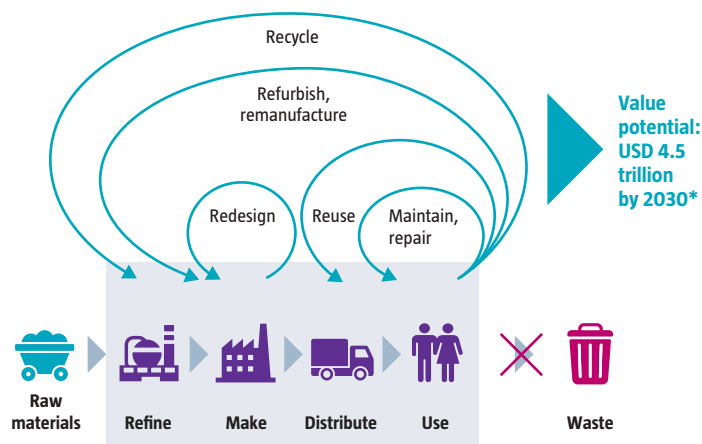 Recycle
Refurbish,
remanufacture
Redesign
Reuse
Maintain,
repair
Value
potential:
USD 4.5
trillion
by 2030*
Raw
materials
Refine
Make
Distribute
Use
Waste